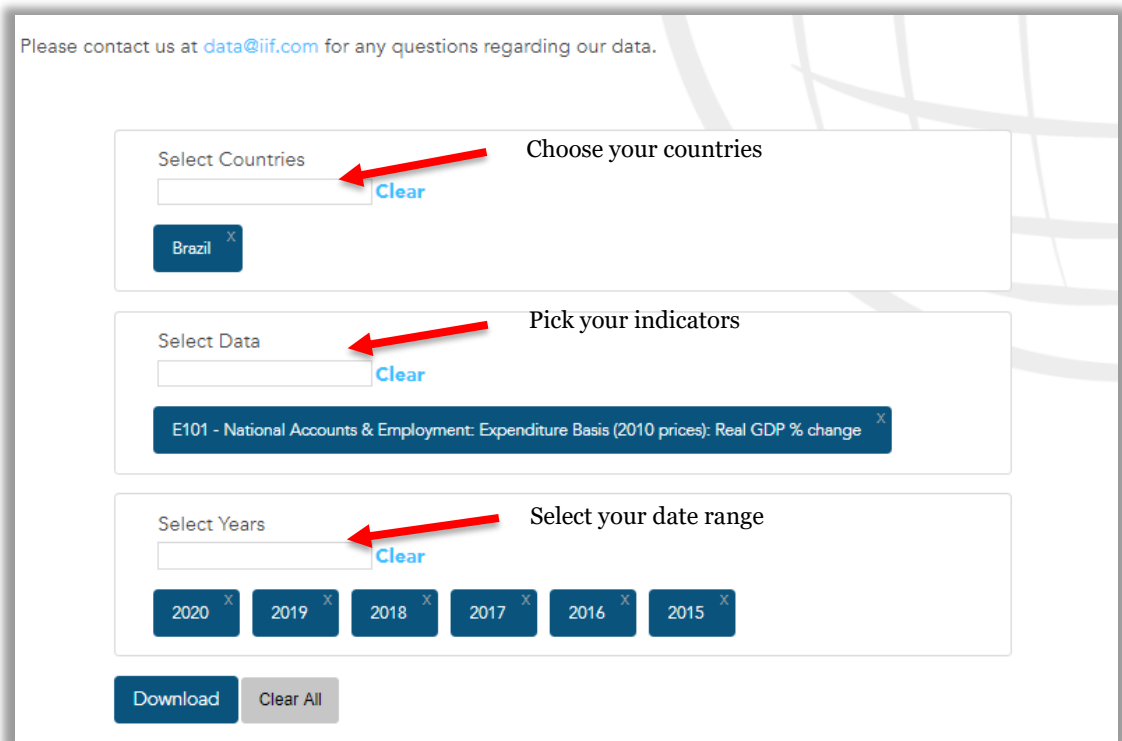 Please contact us at data@iif.com for any questions regarding our data.
Select Countries
Choose your countries
Clear
Brazil X
Select Data
Pick your indicators
Clear
E101 - National Accounts & Employment: Expenditure Basis (2010 prices): Real GDP % change X
Select Years
Select your date range
Clear
2020 X 2019 X 2018 X 2017 X 2016 X 2015 X
Download Clear All